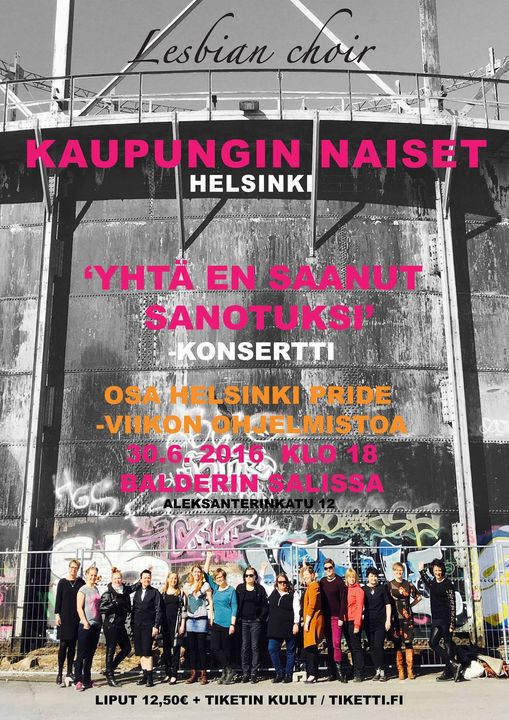 Lesbian choir
KAUPUNGIN NAISET
HELSINKI
‘YHTÄ EN SAANUT
SANOTUKSI’
-KONSERTTI
OSA HELSINKI PRIDE
-VIIKON OHJELMISTOA
30.6. 2016 KLO 18
BALDERIN SALISSA
ALEKSANTERINKATU 12
LIPUT 12,50€ + TIKETIN KULUT / TIKETTI.FI